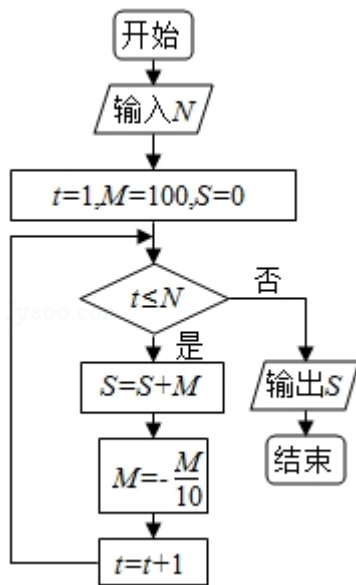 开始
输入N
t=1,M=100,S=0
t≤N
否
是
S=S+M
输出S
M=-M/10
结束
t=t+1